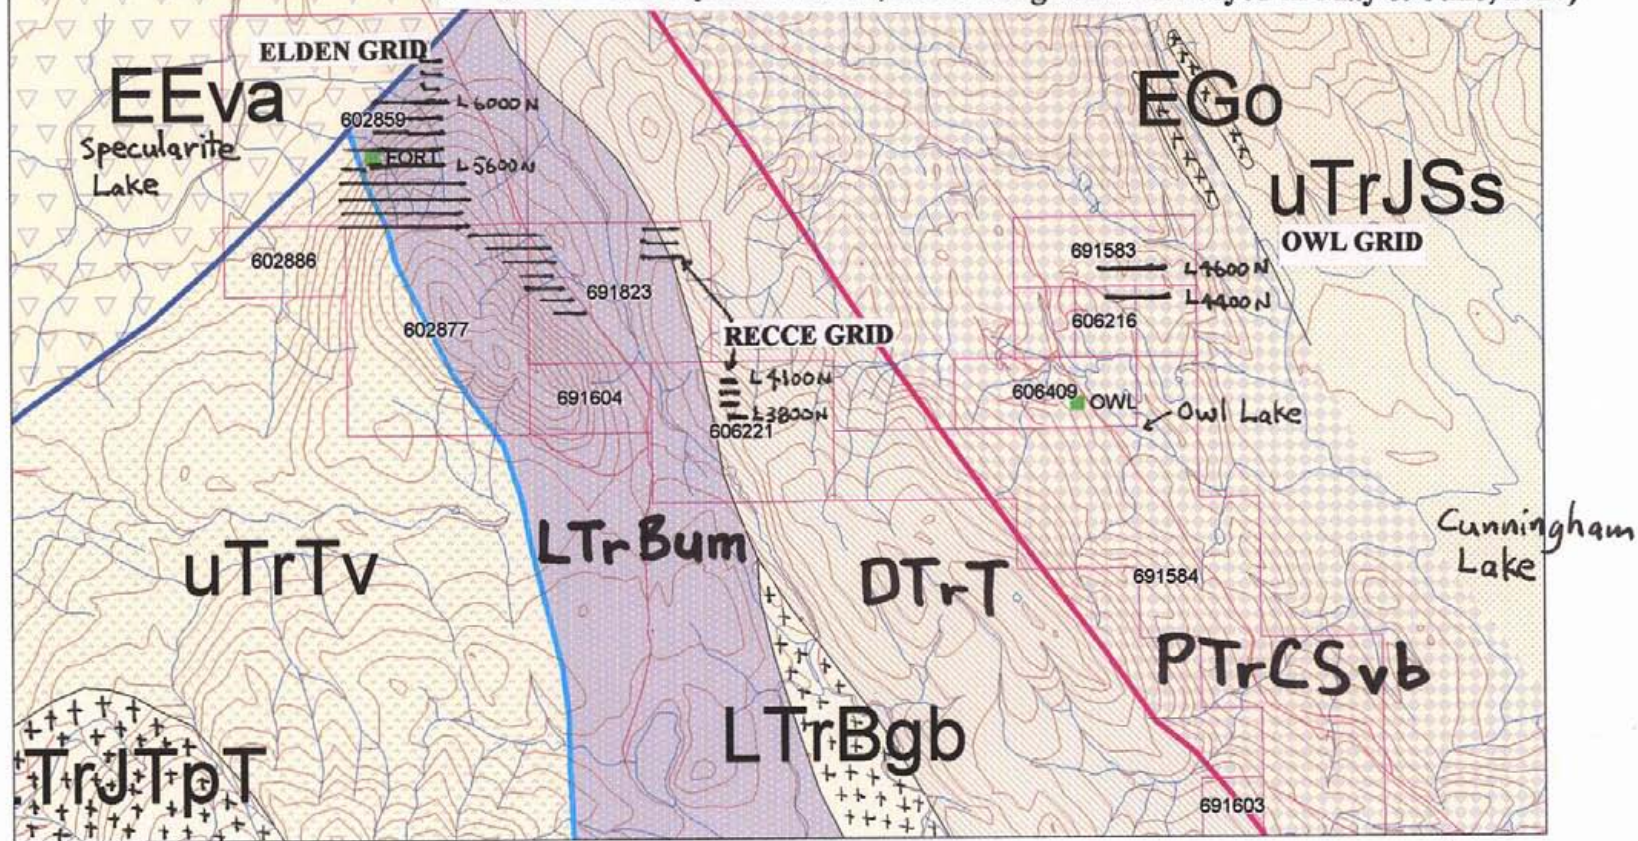 ELDEN GRID
EEva
L 6000 N
602859
EGo
Specularite
Lake
FORT
L 5600 N
uTrJSs
OWL GRID
602886
691583
L4600N
691823
L4400N
606216
602877
RECCE GRID
L4100N
691604
606409
OWL
Owl Lake
L3800N
606221
LTrBum
Cunningham
Lake
uTrTv
DTrT
691584
PTrCSvb
LTrBgb
TrJTpT
691603